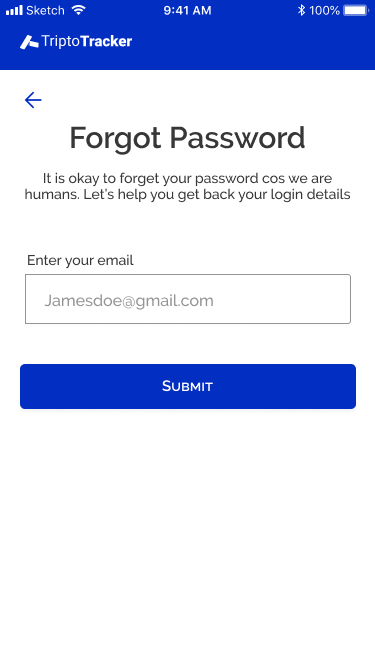 Sketch 9:41 AM 100%
TriptoTracker
Forgot Password
It is okay to forget your password cos we are
humans. Let's help you get back your login details
Enter your email
Jamesdoe@gmail.com
Submit